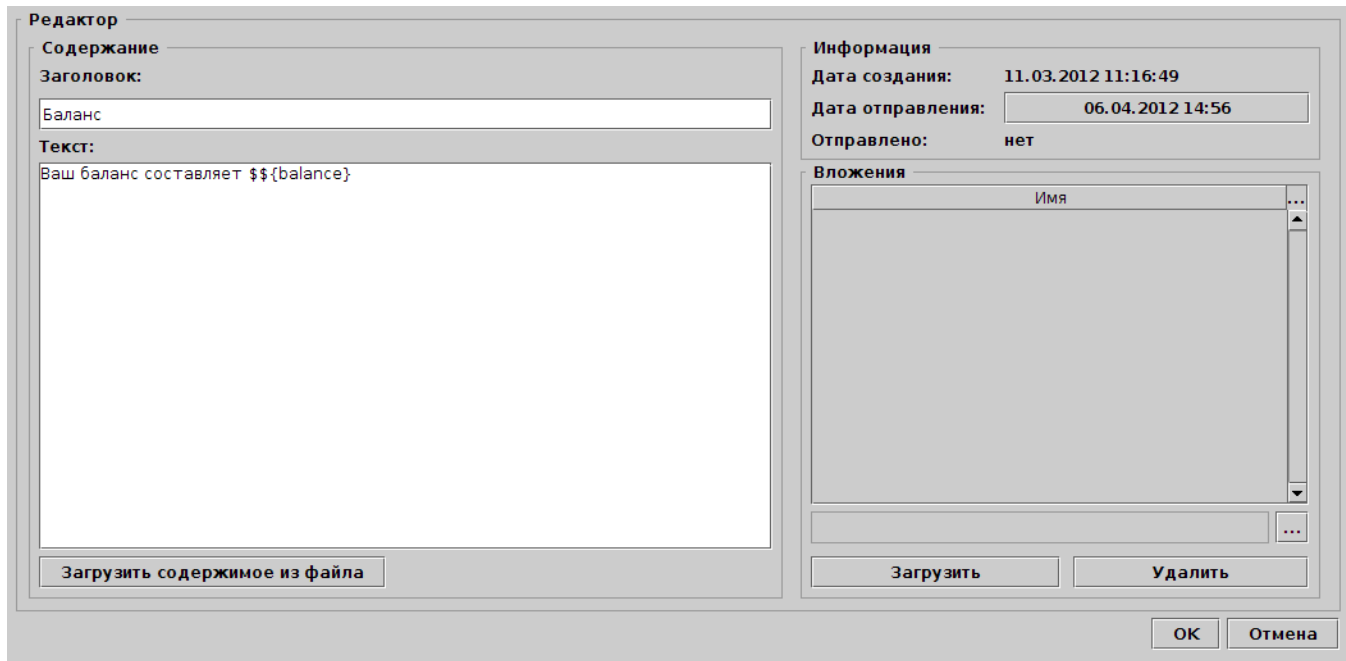 Редактор
Содержание
Заголовок:
Баланс
Текст:
Ваш баланс составляет $${balance}
Загрузить содержимое из файла
Информация
Дата создания: 11.03.2012 11:16:49
Дата отправления: 06.04.2012 14:56
Отправлено: нет
Вложения
Имя ...
...
Загрузить Удалить
OK Отмена